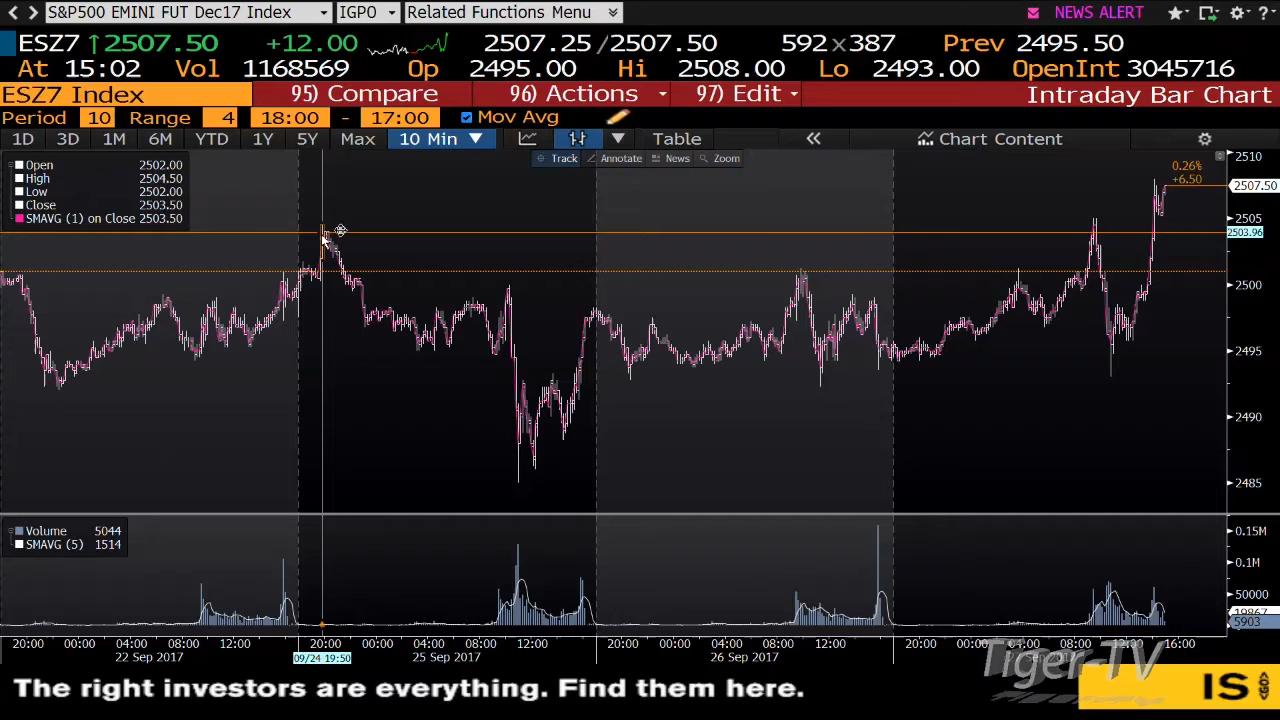 S&P500 EMINI FUT Dec17 Index IGPO Related Functions Menu NEWS ALERT
ESZ7 ↑2507.50 +12.00 2507.25/2507.50 592x387 Prev 2495.50
At 15:02 Vol 1168569 Op 2495.00 Hi 2508.00 Lo 2493.00 OpenInt 3045716
ESZ7 Index 95) Compare 96) Actions 97) Edit Intraday Bar Chart
Period 10 Range 4 18:00 - 17:00 Mov Avg
1D 3D 1M 6M YTD 1Y 5Y Max 10 Min Table Chart Content
Track Annotate News Zoom
Open 2502.00
High 2504.50
Low 2502.00
Close 2503.50
SMAVG (1) on Close 2503.50
0.26%
+6.50
2510
2507.50
2505
2503.96
2500
2495
2490
2485
Volume 5044
SMAVG (5) 1514
0.15M
0.1M
50000
19867
5903
20:00 00:00 04:00 08:00 12:00 20:00 00:00 04:00 08:00 12:00 20:00 00:00 04:00 08:00 12:00 20:00 00:00 04:00 08:00 12:00 16:00
22 Sep 2017 09/24 19:50 25 Sep 2017 26 Sep 2017
Tiger-TV
The right investors are everything. Find them here.
IS